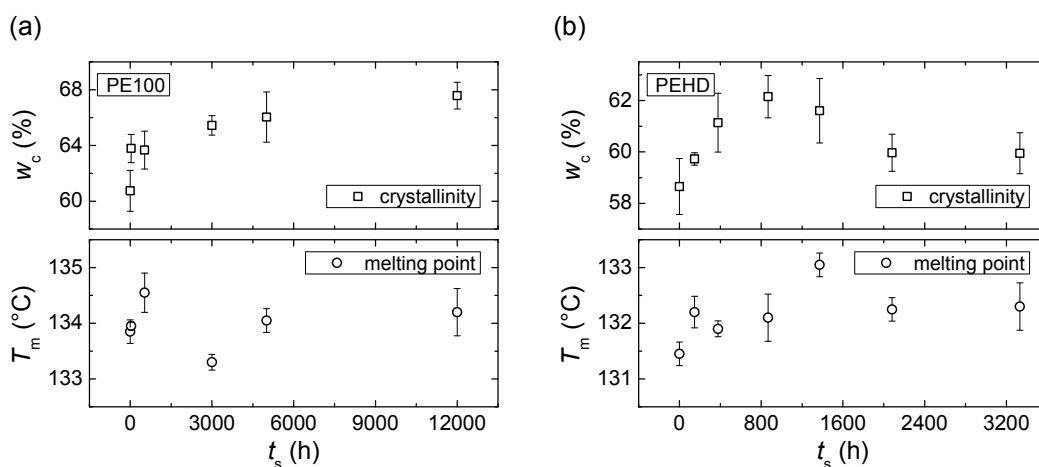 (a)
PE100
68
64
60
w_c (%)
crystallinity
135
134
133
T_m (°C)
melting point
0 3000 6000 9000 12000
t_s (h)
(b)
PEHD
62
60
58
w_c (%)
crystallinity
133
132
131
T_m (°C)
melting point
0 800 1600 2400 3200
t_s (h)